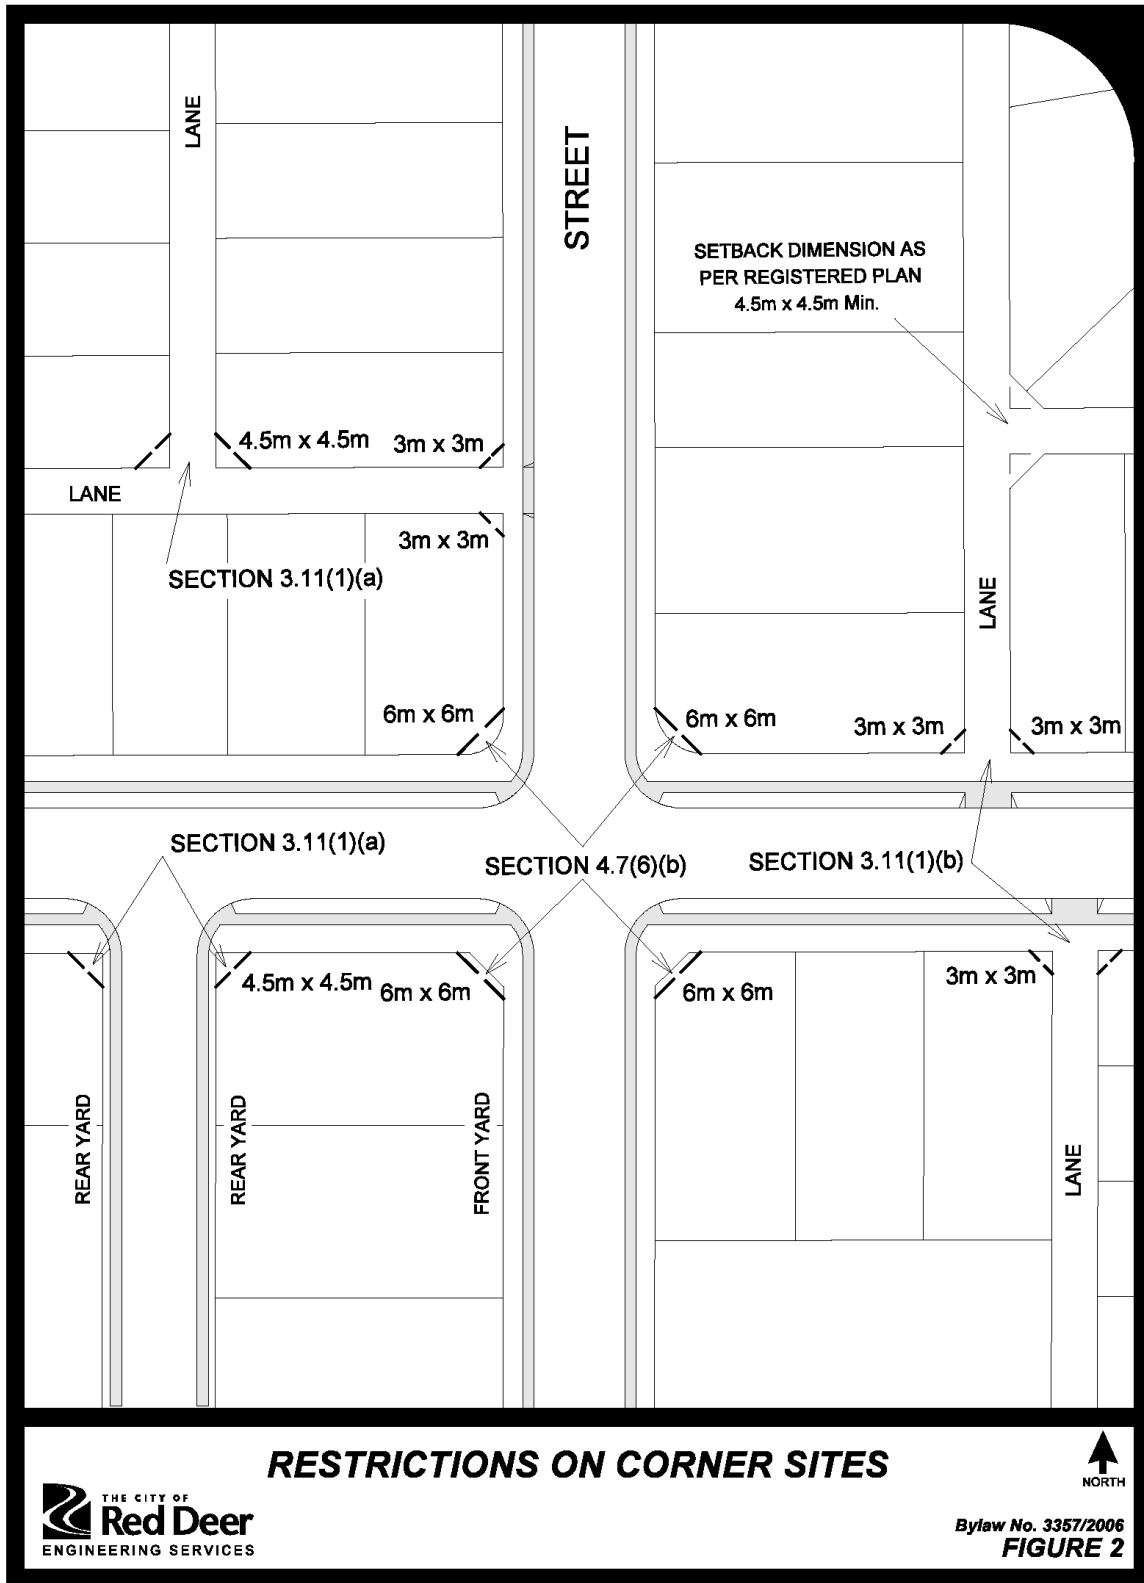 LANE
STREET
SETBACK DIMENSION AS
PER REGISTERED PLAN
4.5m x 4.5m Min.
4.5m x 4.5m
3m x 3m
LANE
3m x 3m
SECTION 3.11(1)(a)
LANE
6m x 6m
6m x 6m
3m x 3m
3m x 3m
SECTION 3.11(1)(a)
SECTION 4.7(6)(b)
SECTION 3.11(1)(b)
4.5m x 4.5m
6m x 6m
6m x 6m
3m x 3m
REAR YARD
REAR YARD
FRONT YARD
LANE
RESTRICTIONS ON CORNER SITES
NORTH
THE CITY OF
Red Deer
ENGINEERING SERVICES
Bylaw No. 3357/2006
FIGURE 2